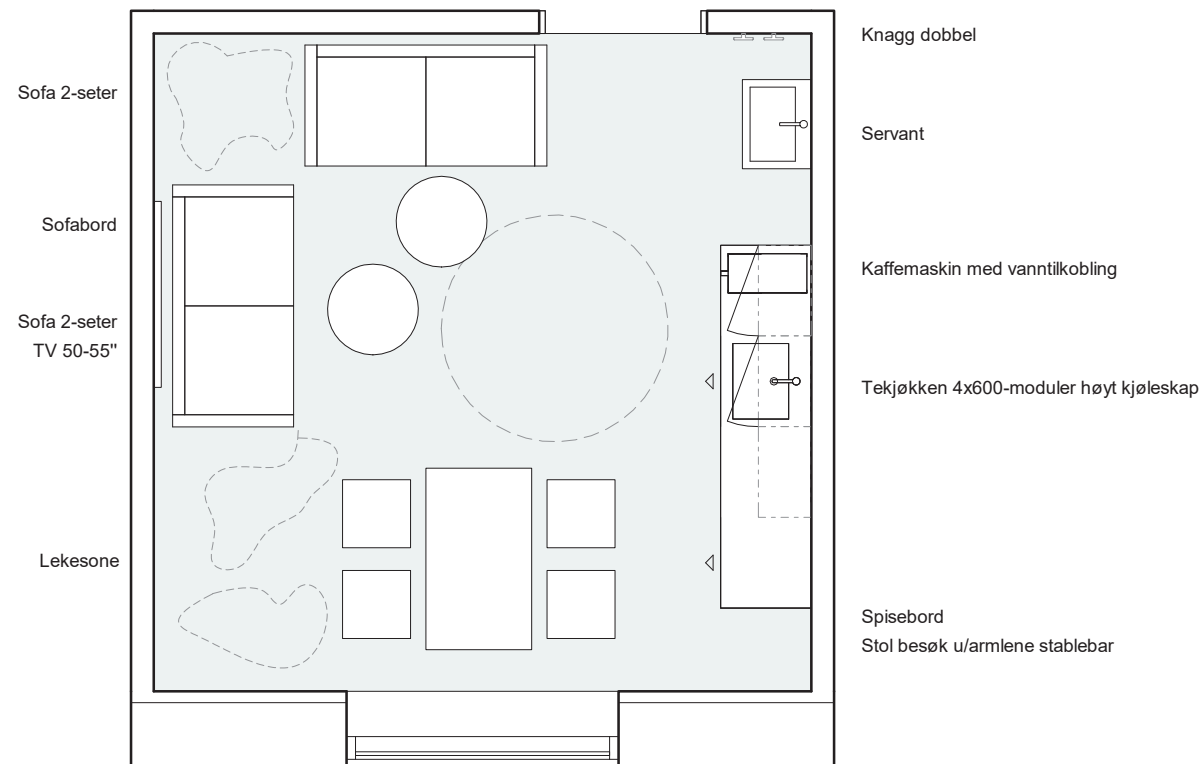 Sofa 2-seter
Sofabord
Sofa 2-seter
TV 50-55"
Lekesone
Knagg dobbel
Servant
Kaffemaskin med vanntilkobling
Tekjøkken 4x600-moduler høyt kjøleskap
Spisebord
Stol besøk u/armlene stablebar